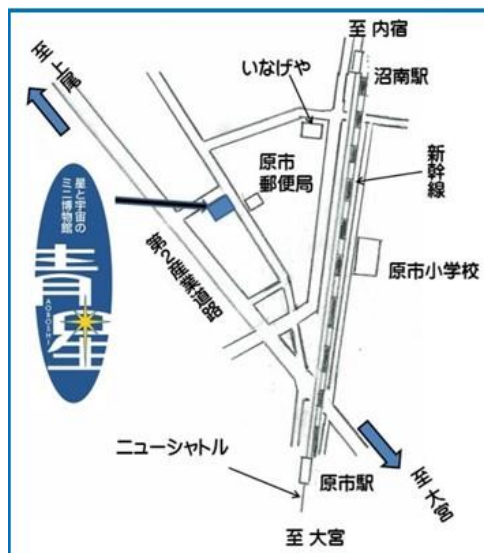 至 内宿
至上尾
いなげや
沼南駅
星と宇宙の
ミニ博物館
青星
AOBOSHI
原市
郵便局
新幹線
第2産業道路
原市小学校
ニューシャトル
原市駅
至大宮
至 大宮